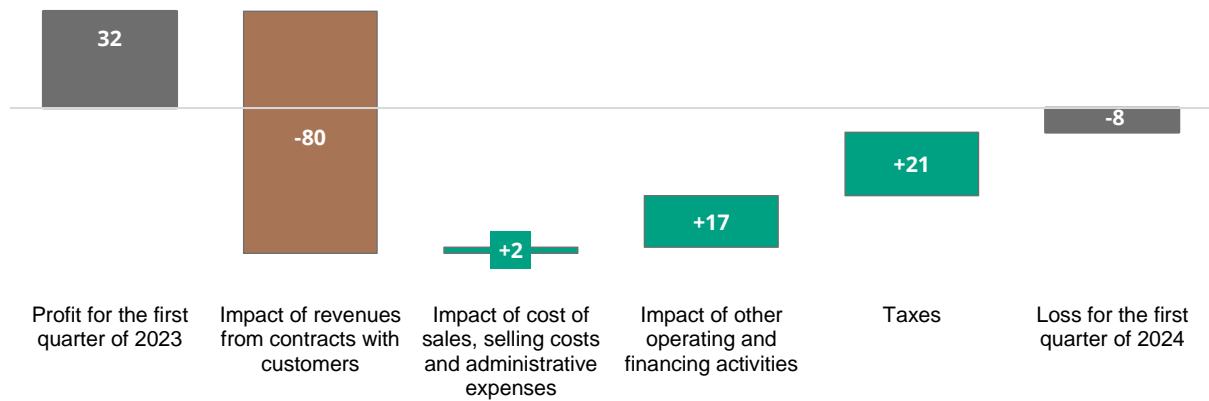 32
-80
+2
+17
+21
-8
Profit for the first
quarter of 2023
Impact of revenues
from contracts with
customers
Impact of cost of
sales, selling costs
and administrative
expenses
Impact of other
operating and
financing activities
Taxes
Loss for the first
quarter of 2024